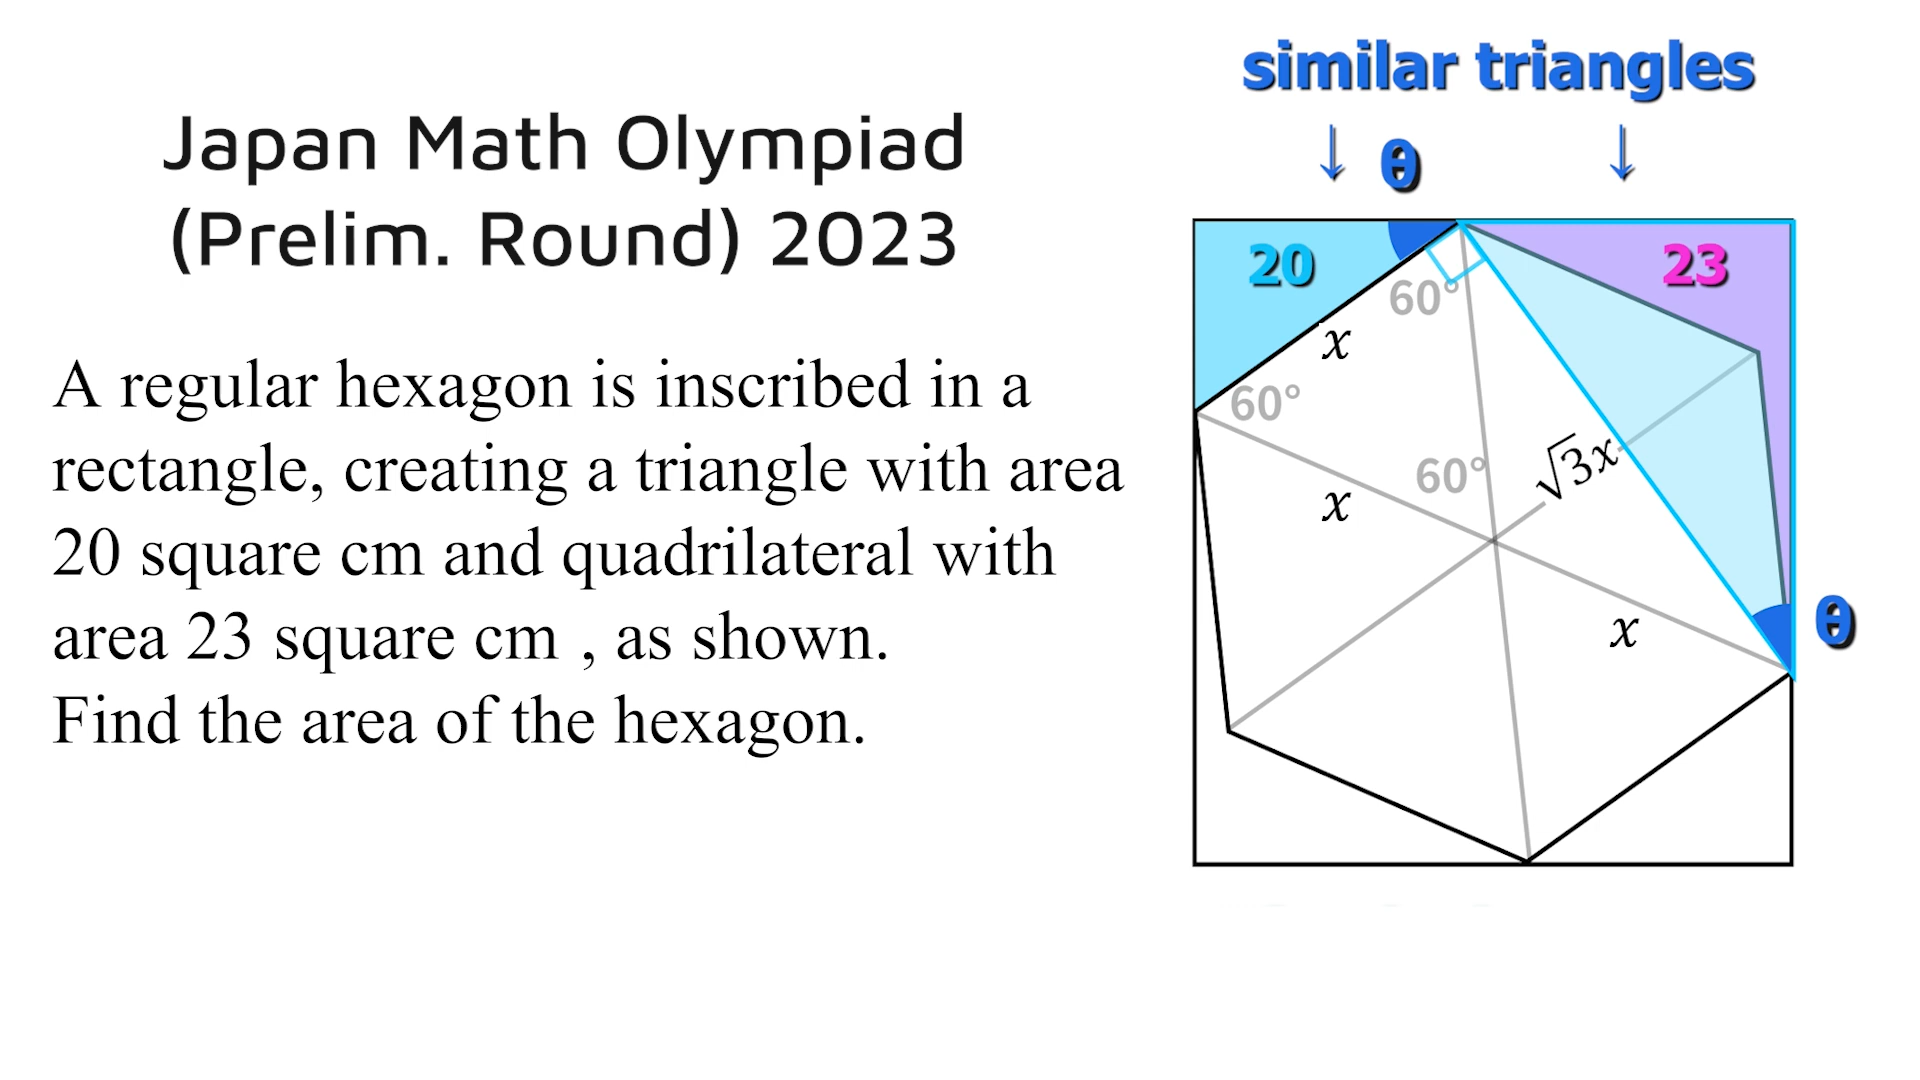 similar triangles
↓ θ ↓
Japan Math Olympiad
(Prelim. Round) 2023
20
23
60°
x
60°
A regular hexagon is inscribed in a
rectangle, creating a triangle with area
20 square cm and quadrilateral with
area 23 square cm , as shown.
Find the area of the hexagon.
60°
√3x
x
x
θ